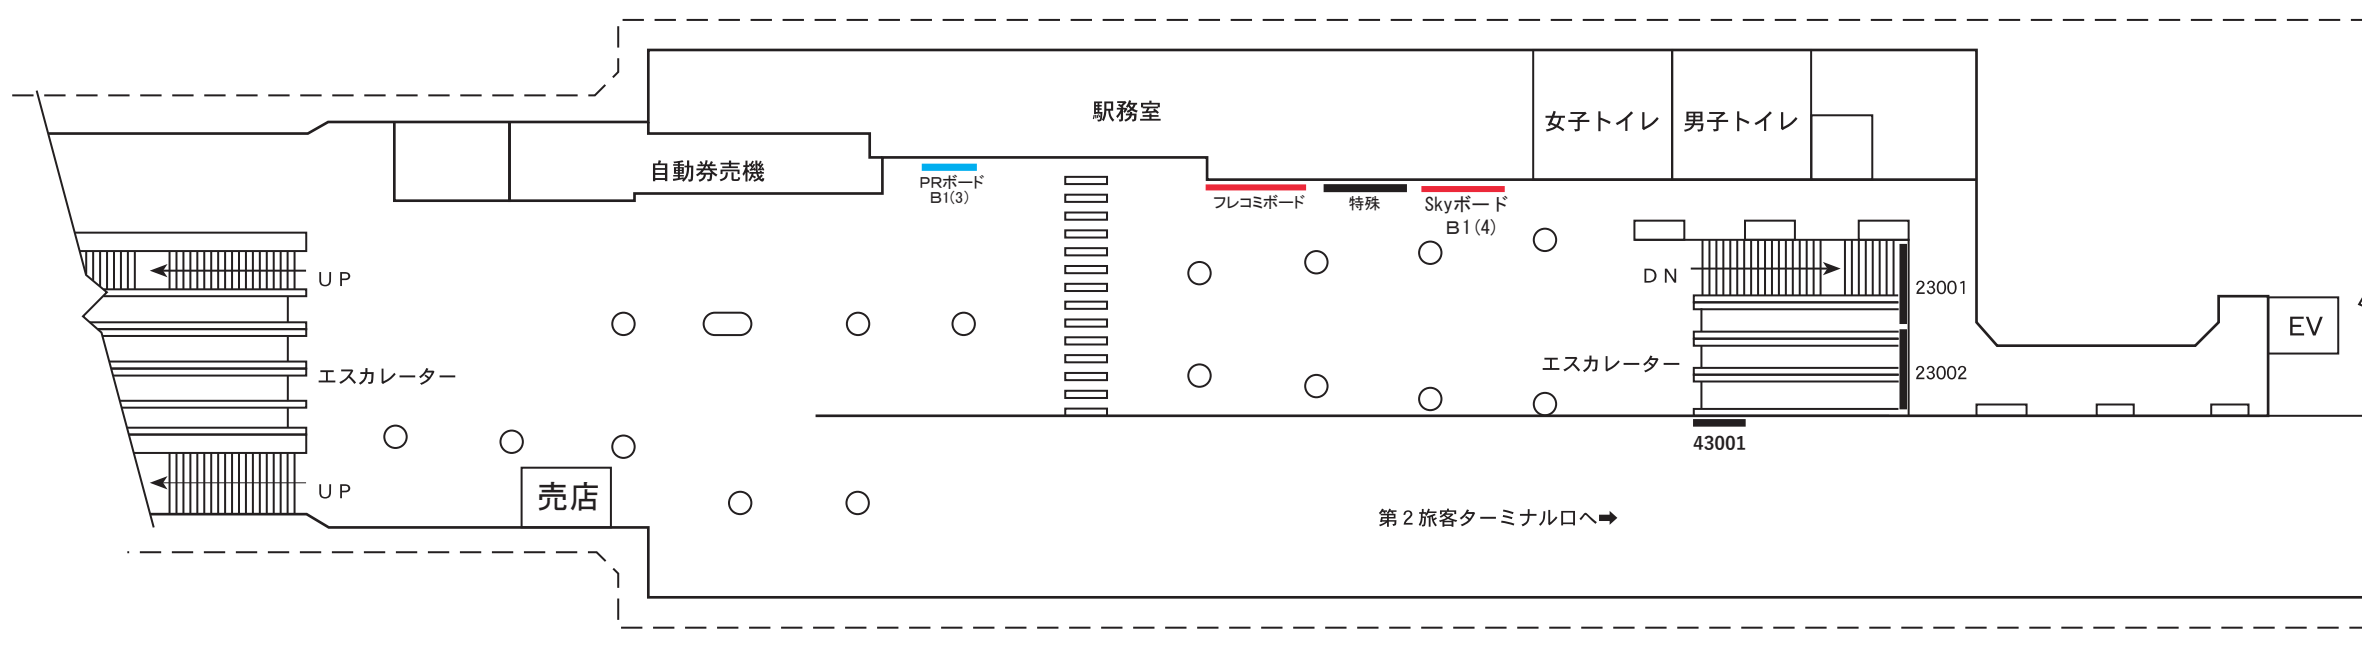 駅務室
女子トイレ
男子トイレ
自動券売機
PRボード
B1(3)
フレコミボード
特殊
Skyボード
B1(4)
UP
DN
23001
EV
エスカレーター
エスカレーター
23002
43001
UP
売店
第2旅客ターミナル口へ➡